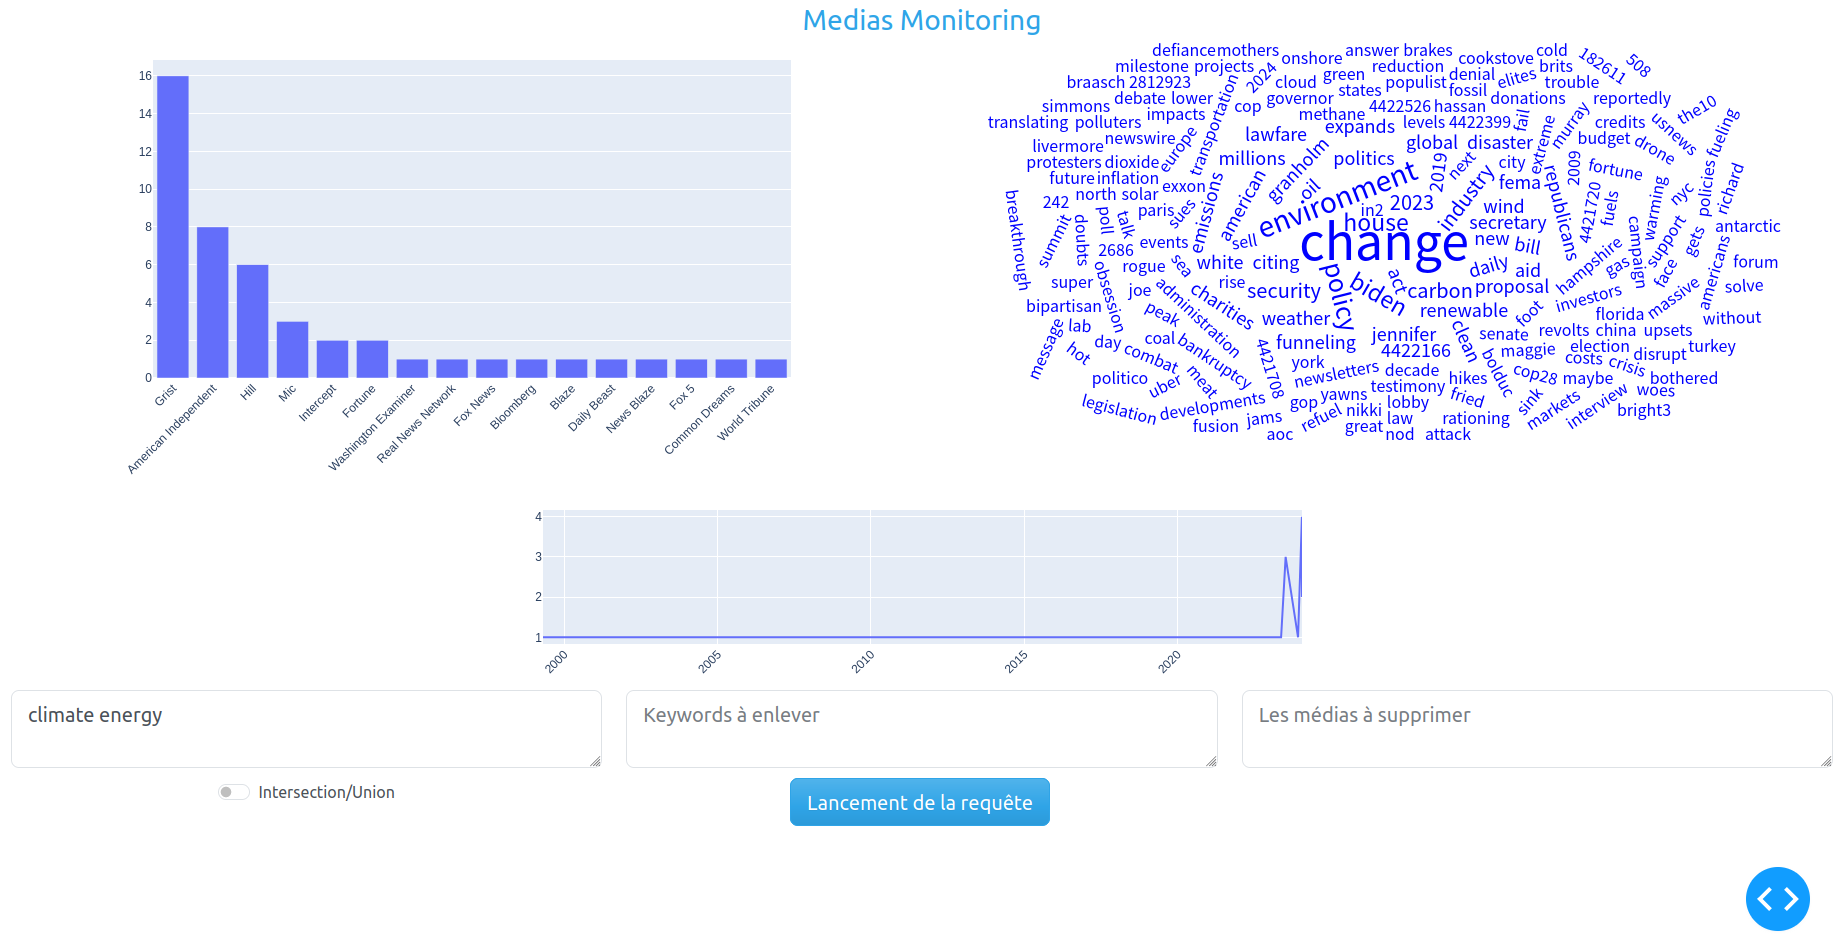 Medias Monitoring
16
14
12
10
8
6
4
2
0
Grist
American Independent
Hill
Mic
Intercept
Fortune
Washington Examiner
Real News Network
Fox News
Bloomberg
Blaze
Daily Beast
News Blaze
Fox 5
Common Dreams
World Tribune
defiance mothers answer brakes cold
onshore cookstove 182611 508
milestone projects reduction brits
braasch 2812923 2024 cloud green states populist denial elites trouble
fossil
simmons debate lower cop governor 4422526 hassan donations reportedly the10
translating polluters impacts transportation methane levels 4422399 fail murray credits usnews
livermore newswire europe lawfare expands global disaster extreme budget drone fueling
protesters dioxide millions granholm politics 2019 next city 2009 fortune
future inflation emissions american oil environment industry fema republicans 4421720 fuels warming nyc policies richard
north solar exxon
breakthrough 242 poll talk paris sues in2 2023 wind
summit doubts 2686 events sell house secretary campaign support gets antarctic
change new bill hampshire
rogue sea white citing daily aid gas face americans forum
super obsession joe administration rise charities security policy biden act carbon proposal investors massive solve
bipartisan peak weather renewable foot florida without
message lab day coal bankruptcy funneling jennifer clean senate revolts china upsets
hot combat 4421708 york 4422166 bolduc maggie election costs crisis disrupt turkey
politico uber meat newsletters decade hikes cop28 maybe bothered
legislation developments gop yawns testimony fried sink markets interview woes
fusion jams refuel nikki lobby rationing bright3
aoc great law nod attack
4
3
2
1
2000
2005
2010
2015
2020
climate energy
Keywords à enlever
Les médias à supprimer
Intersection/Union
Lancement de la requête